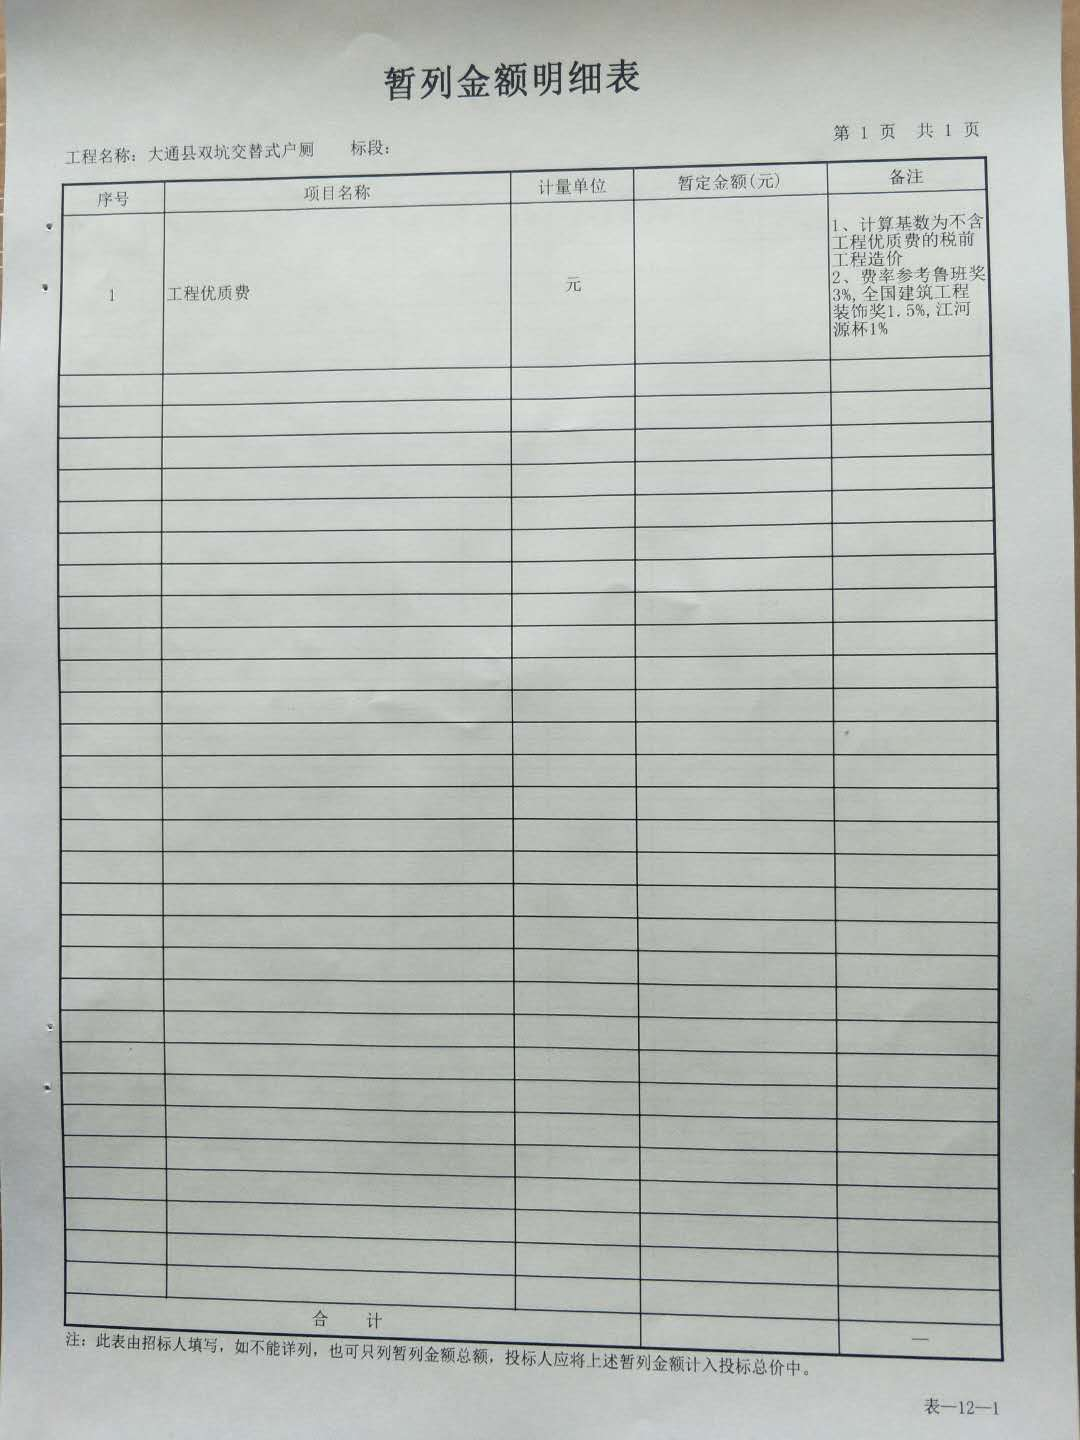 暂列金额明细表
工程名称：大通县双坑交替式户厕 标段： 第 1 页 共 1 页
序号 项目名称 计量单位 暂定金额(元) 备注
1 工程优质费 元
1、计算基数为不含
工程优质费的税前
工程造价
2、费率参考鲁班奖
3%,全国建筑工程
装饰奖1.5%,江河
源杯1%
合 计 —
注：此表由招标人填写，如不能详列，也可只列暂列金额总额，投标人应将上述暂列金额计入投标总价中。
表—12—1